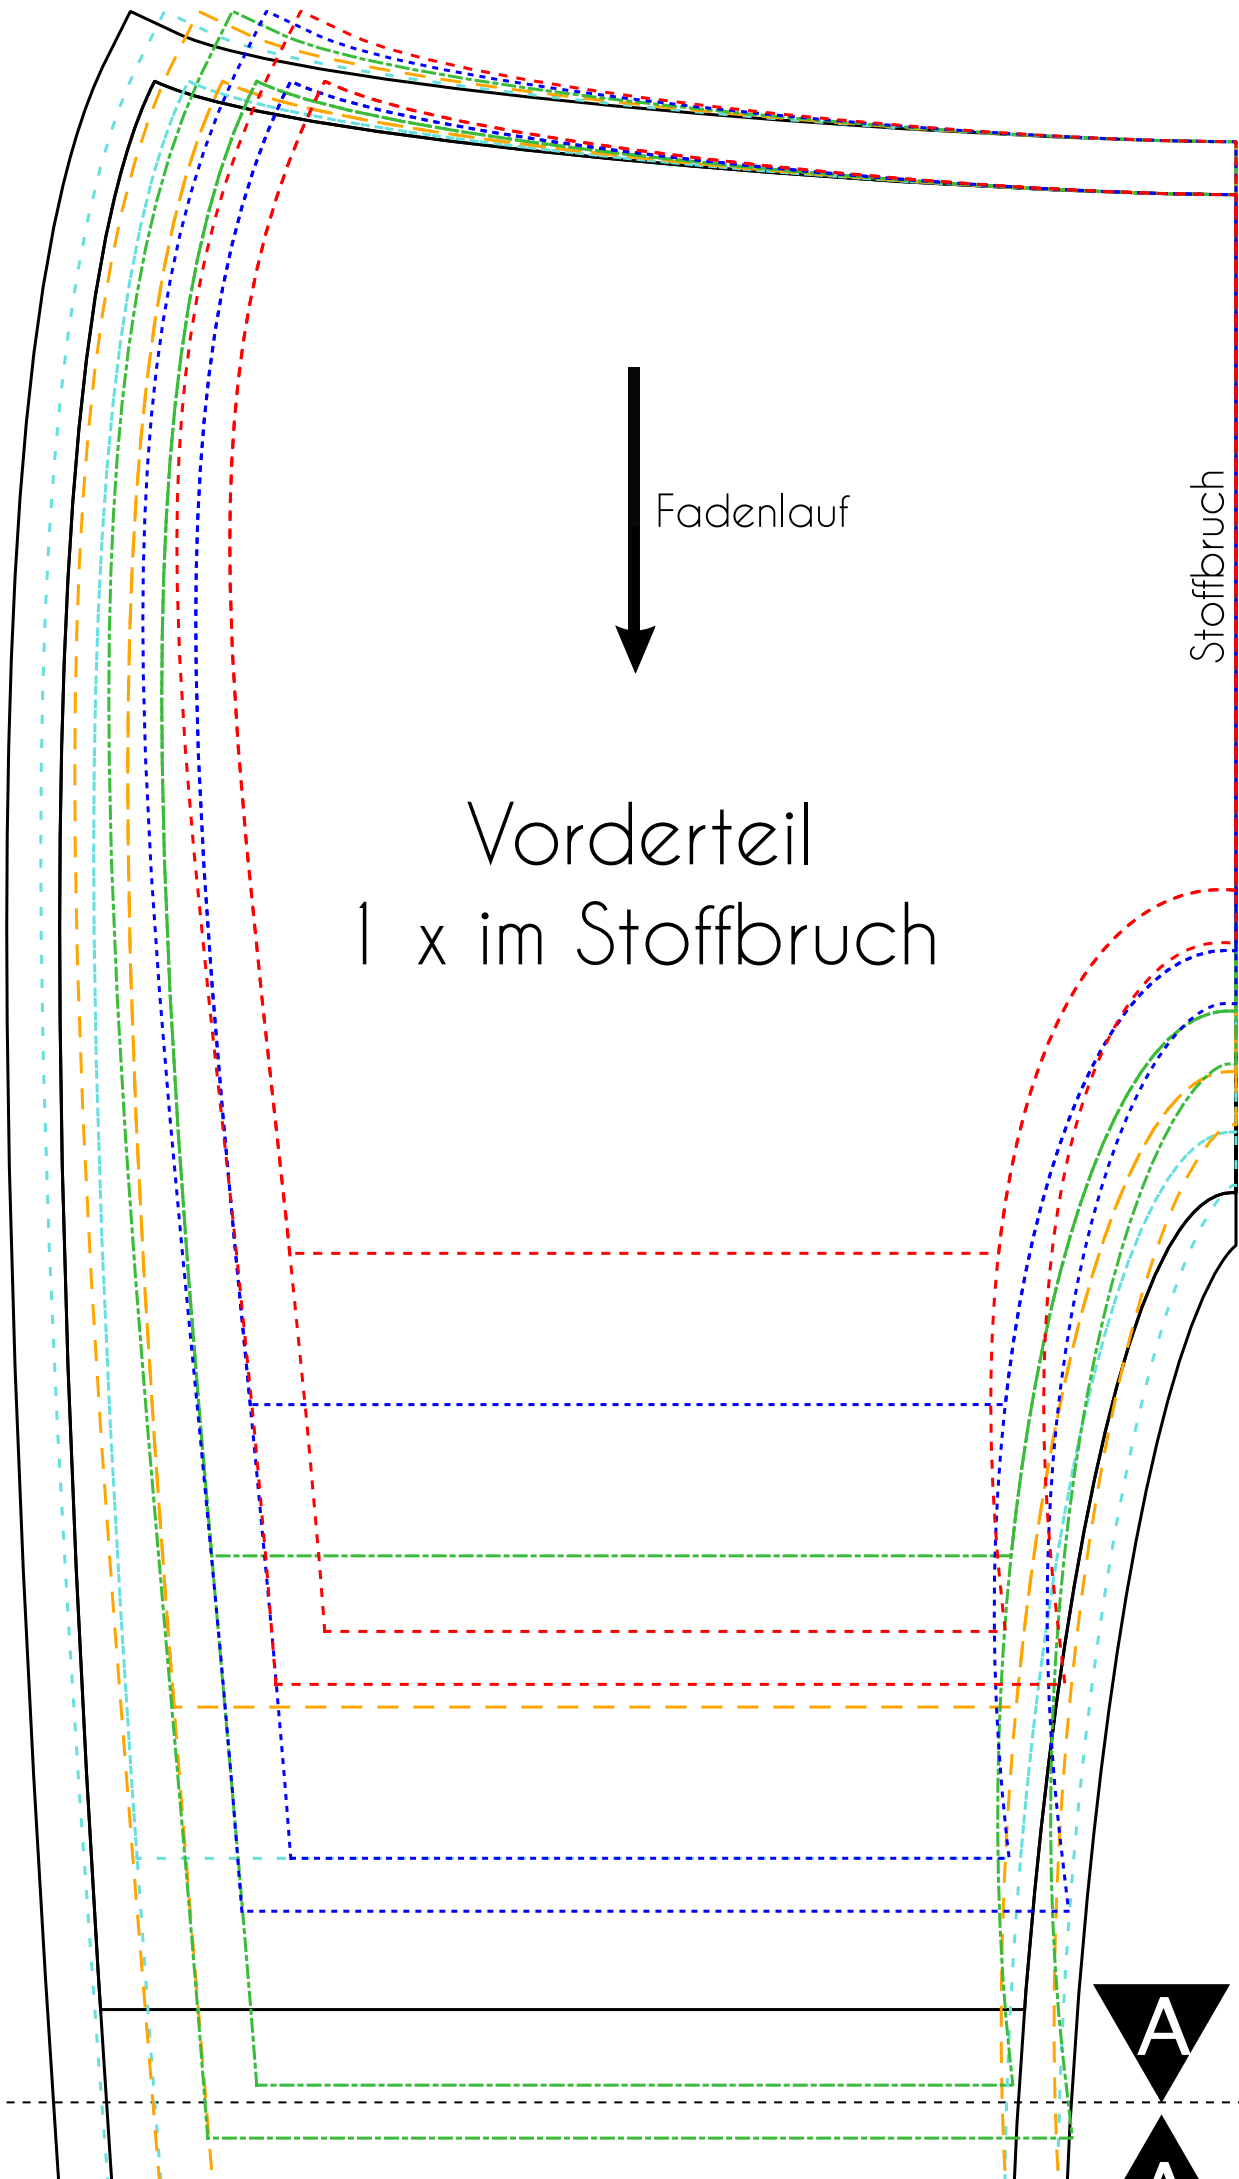 Fadenlauf
Stoffbruch
Vorderteil
1 x im Stoffbruch
A
A